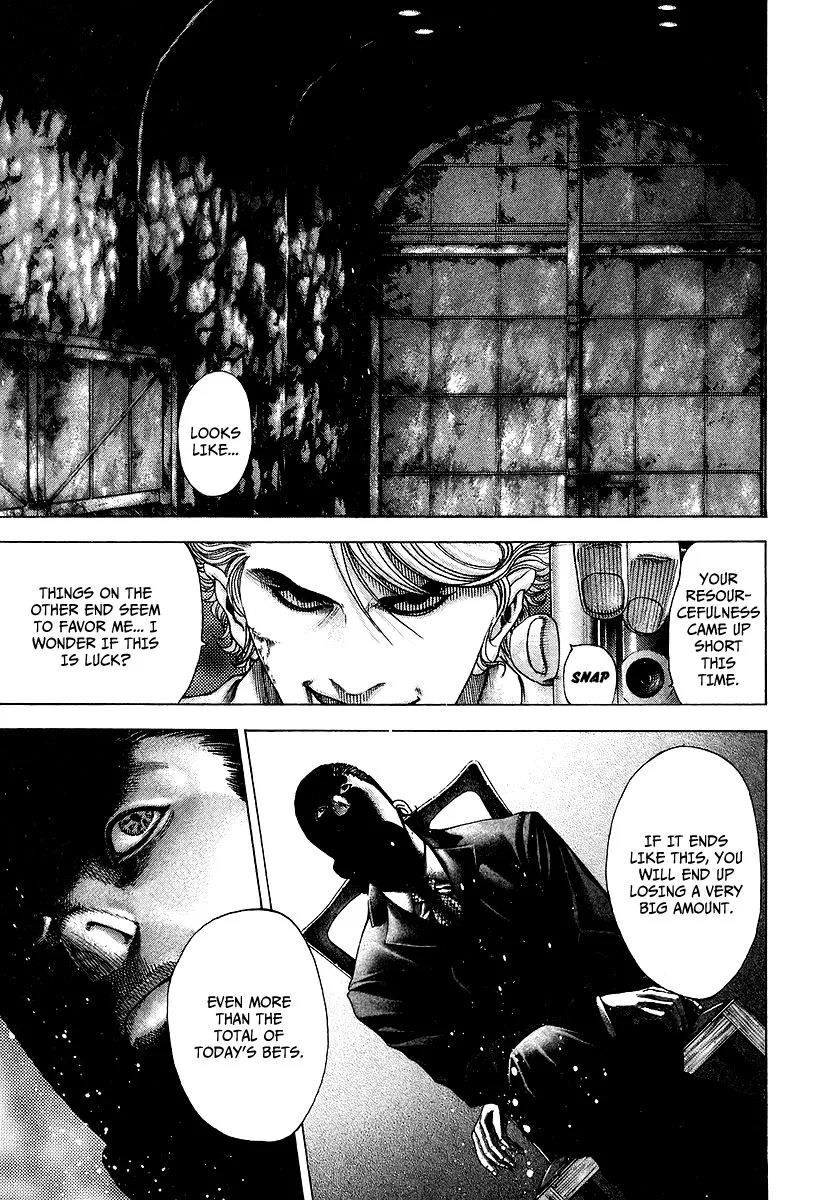 LOOKS
LIKE...
YOUR
RESOUR-
CEFULNESS
CAME UP
SHORT
THIS
TIME.
SNAP
THINGS ON THE
OTHER END SEEM
TO FAVOR ME... I
WONDER IF THIS
IS LUCK?
IF IT ENDS
LIKE THIS, YOU
WILL END UP
LOSING A VERY
BIG AMOUNT.
EVEN MORE
THAN THE
TOTAL OF
TODAY'S BETS.